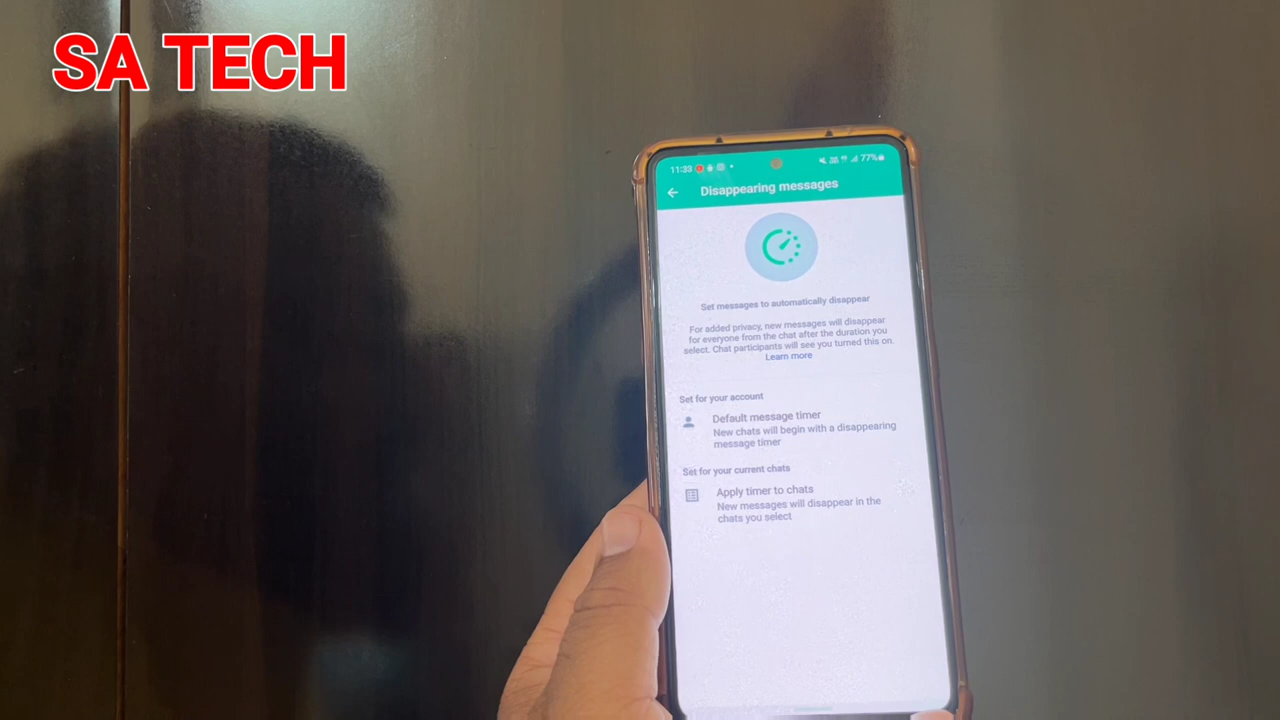 SA TECH
11:33
77%
Disappearing messages
Set messages to automatically disappear
For added privacy, new messages will disappear
for everyone from the chat after the duration you
select. Chat participants will see you turned this on.
Learn more
Set for your account
Default message timer
New chats will begin with a disappearing
message timer
Set for your current chats
Apply timer to chats
New messages will disappear in the
chats you select